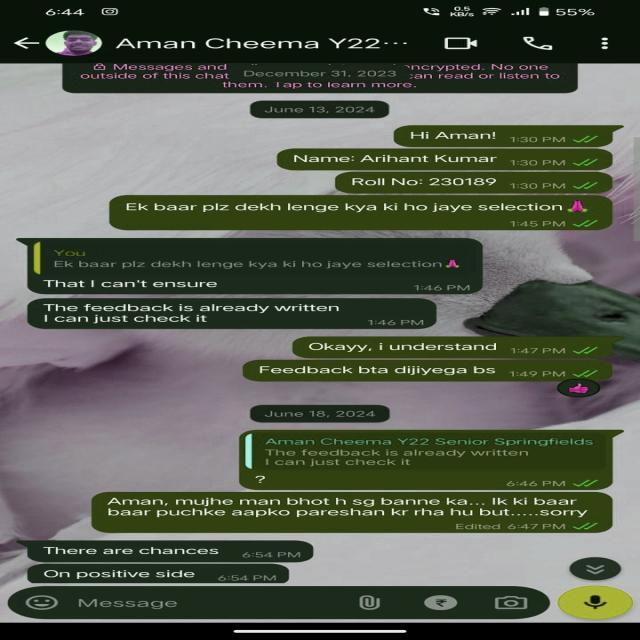 6:44
0.5
KB/s
55%
Aman Cheema Y22...
Messages and
December 31, 2023
ncrypted. No one
outside of this chat
can read or listen to
them. Tap to learn more.
June 13, 2024
Hi Aman!
1:30 PM
Name: Arihant Kumar
1:30 PM
Roll No: 230189
1:30 PM
Ek baar plz dekh lenge kya ki ho jaye selection🙏
1:45 PM
You
Ek baar plz dekh lenge kya ki ho jaye selection🙏
That I can't ensure
1:46 PM
The feedback is already written
I can just check it
1:46 PM
Okayy, i understand
1:47 PM
Feedback bta dijiyega bs
1:49 PM
👍
June 18, 2024
Aman Cheema Y22 Senior Springfields
The feedback is already written
I can just check it
?
6:46 PM
Aman, mujhe man bhot h sg banne ka... Ik ki baar
baar puchke aapko pareshan kr rha hu but.....sorry
Edited 6:47 PM
There are chances
6:54 PM
On positive side
6:54 PM
Message